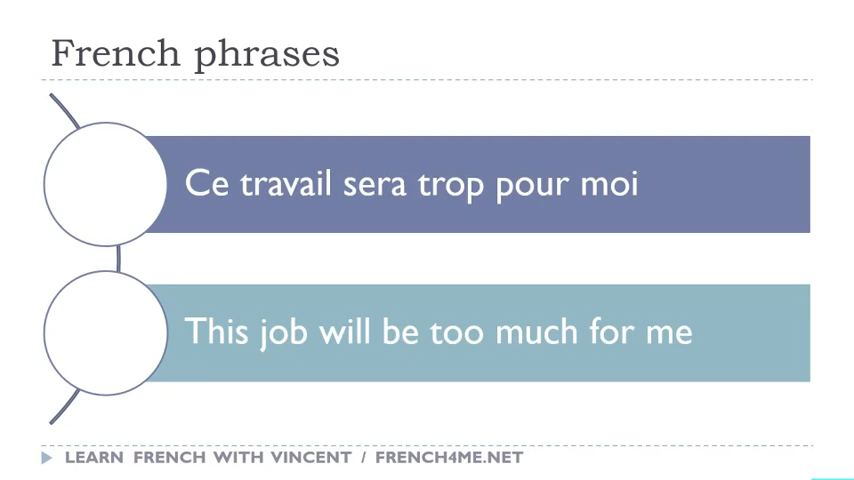 French phrases
Ce travail sera trop pour moi
This job will be too much for me
LEARN FRENCH WITH VINCENT / FRENCH4ME.NET